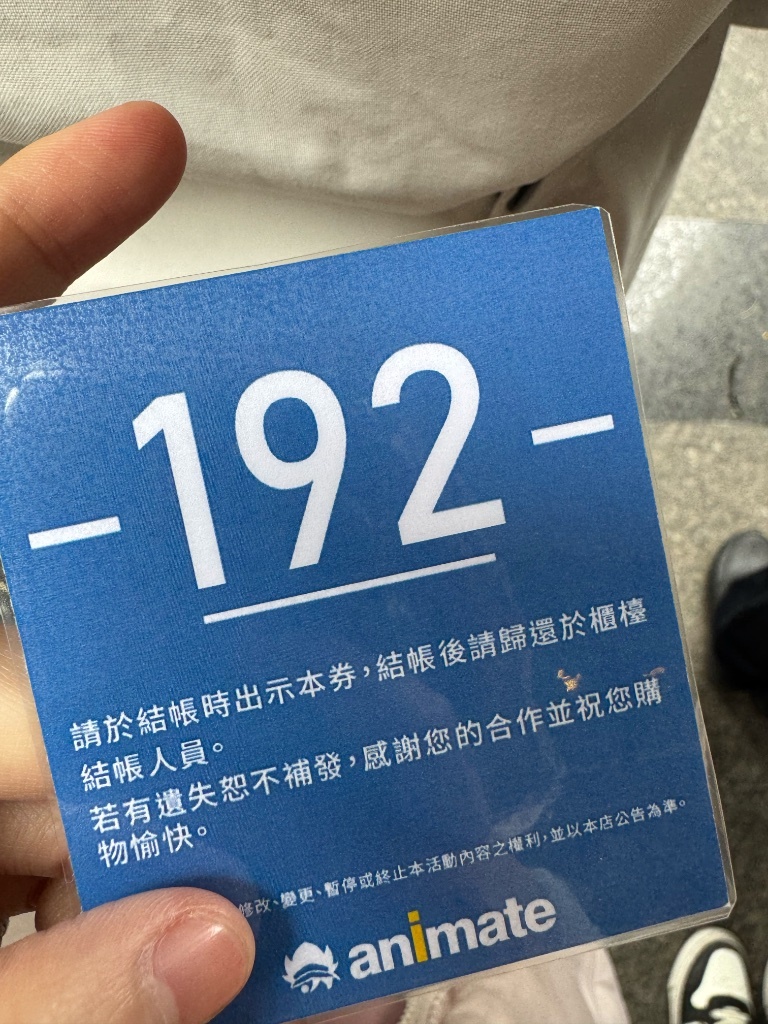 -192-
請於結帳時出示本券，結帳後請歸還於櫃檯
結帳人員。
若有遺失恕不補發，感謝您的合作並祝您購
物愉快。
修改、變更、暫停或終止本活動內容之權利，並以本店公告為準。
animate